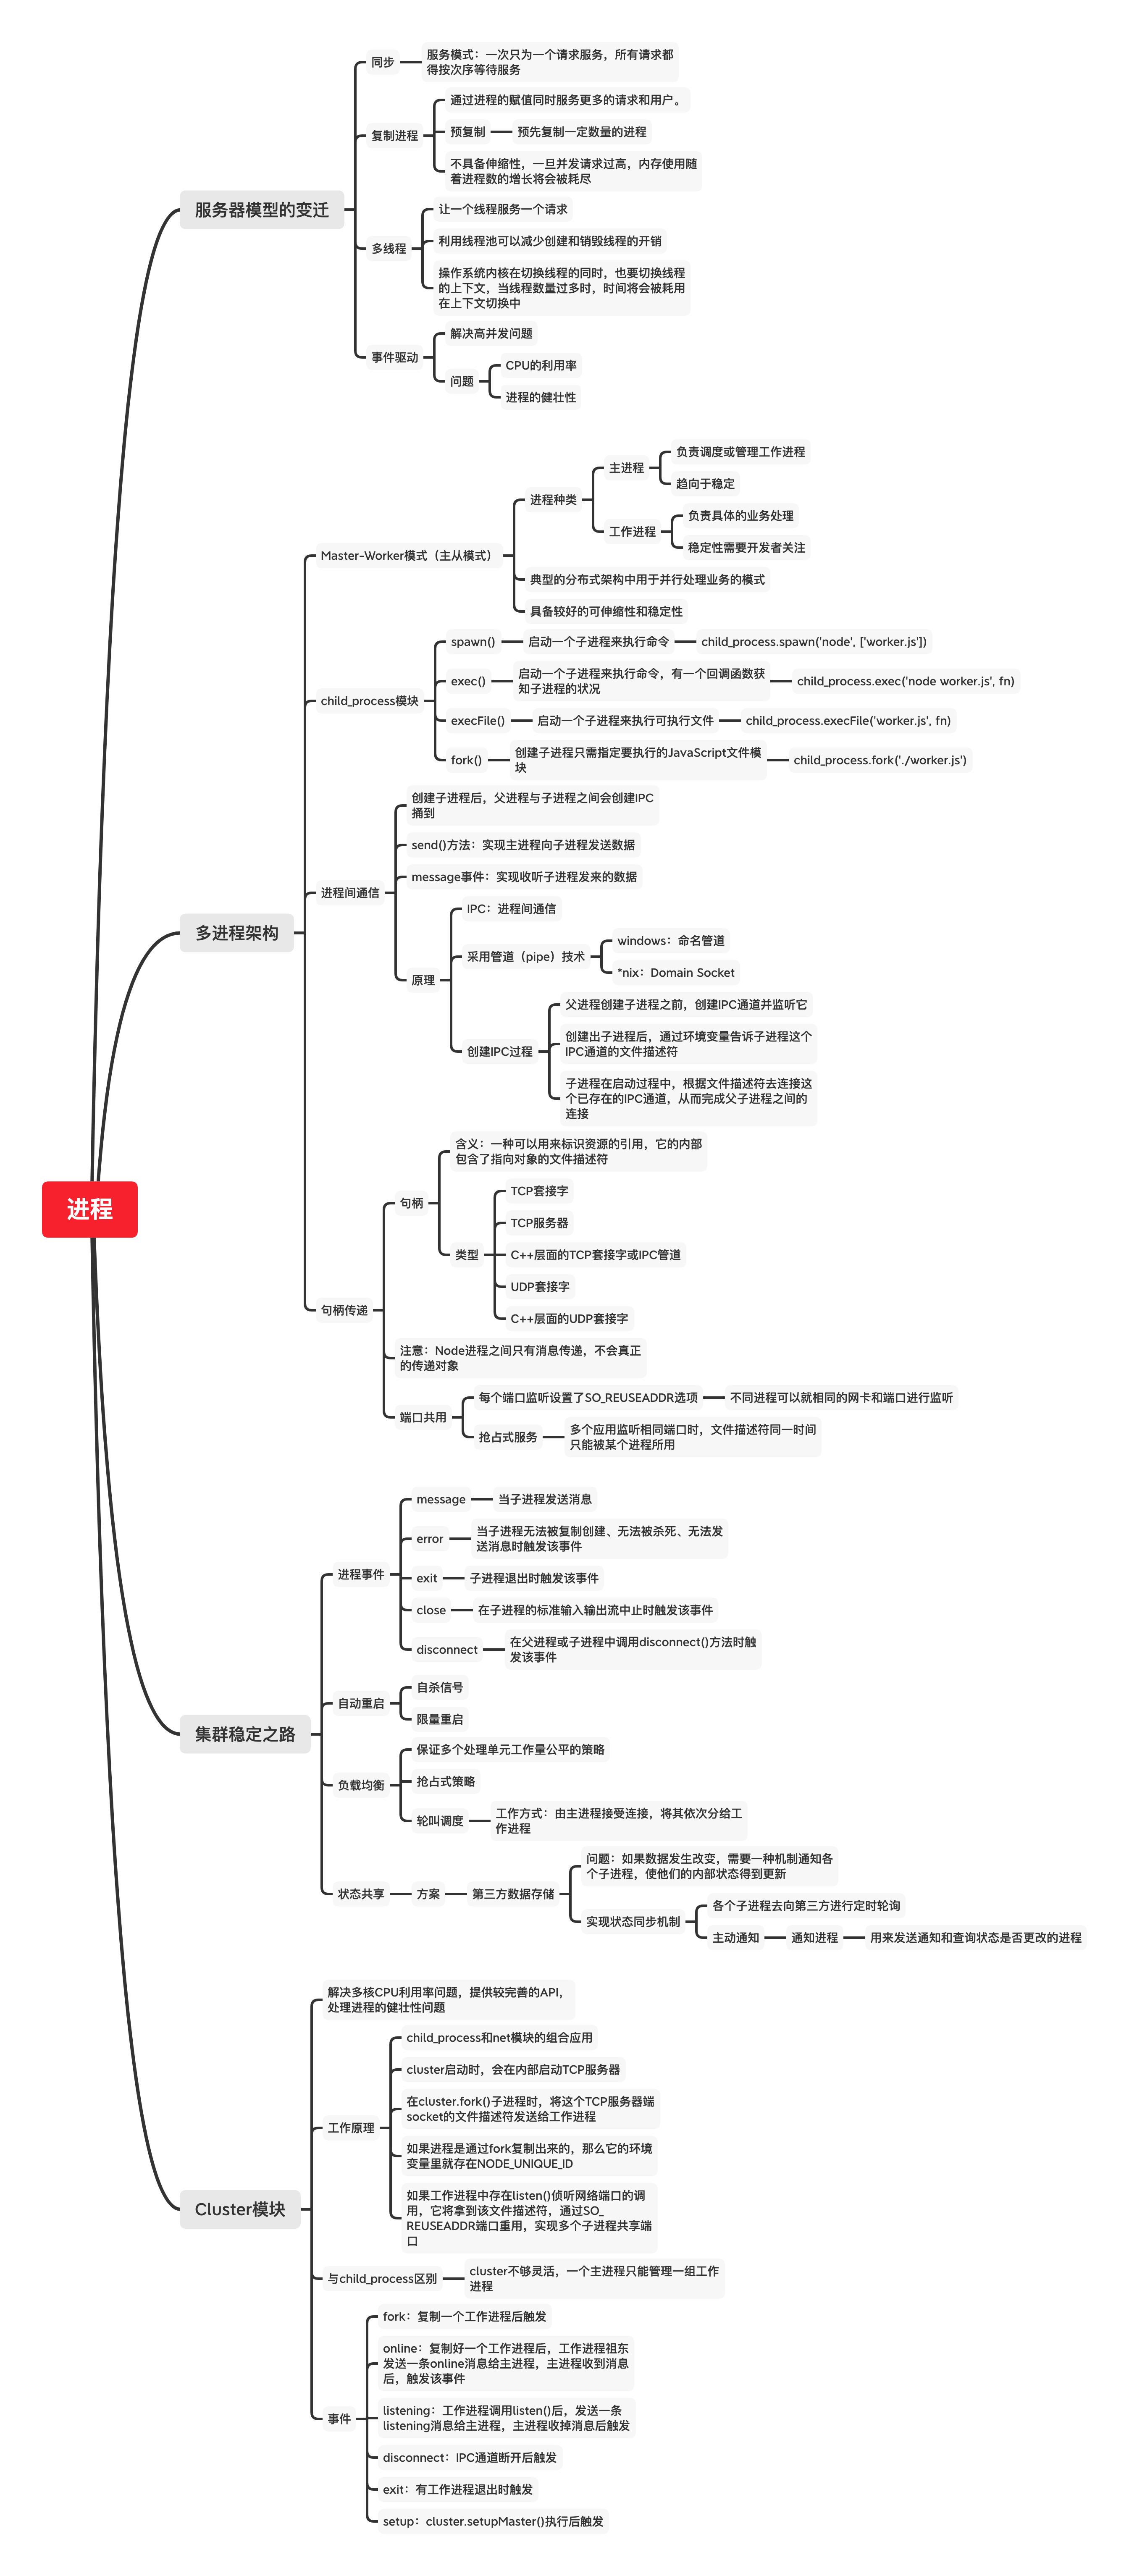 进程
服务器模型的变迁
同步
服务模式：一次只为一个请求服务，所有请求都
得按次序等待服务
复制进程
通过进程的赋值同时服务更多的请求和用户。
预复制
预先复制一定数量的进程
不具备伸缩性，一旦并发请求过高，内存使用随
着进程数的增长将会被耗尽
多线程
让一个线程服务一个请求
利用线程池可以减少创建和销毁线程的开销
操作系统内核在切换线程的同时，也要切换线程
的上下文，当线程数量过多时，时间将会被耗用
在上下文切换中
事件驱动
解决高并发问题
问题
CPU的利用率
进程的健壮性
多进程架构
Master-Worker模式（主从模式）
进程种类
主进程
负责调度或管理工作进程
趋向于稳定
工作进程
负责具体的业务处理
稳定性需要开发者关注
典型的分布式架构中用于并行处理业务的模式
具备较好的可伸缩性和稳定性
child_process模块
spawn()
启动一个子进程来执行命令
child_process.spawn('node', ['worker.js'])
exec()
启动一个子进程来执行命令，有一个回调函数获
知子进程的状况
child_process.exec('node worker.js', fn)
execFile()
启动一个子进程来执行可执行文件
child_process.execFile('worker.js', fn)
fork()
创建子进程只需指定要执行的JavaScript文件模
块
child_process.fork('./worker.js')
进程间通信
创建子进程后，父进程与子进程之间会创建IPC
捅到
send()方法：实现主进程向子进程发送数据
message事件：实现收听子进程发来的数据
原理
IPC：进程间通信
采用管道（pipe）技术
windows：命名管道
*nix：Domain Socket
创建IPC过程
父进程创建子进程之前，创建IPC通道并监听它
创建出子进程后，通过环境变量告诉子进程这个
IPC通道的文件描述符
子进程在启动过程中，根据文件描述符去连接这
个已存在的IPC通道，从而完成父子进程之间的
连接
句柄传递
句柄
含义：一种可以用来标识资源的引用，它的内部
包含了指向对象的文件描述符
类型
TCP套接字
TCP服务器
C++层面的TCP套接字或IPC管道
UDP套接字
C++层面的UDP套接字
注意：Node进程之间只有消息传递，不会真正
的传递对象
端口共用
每个端口监听设置了SO_REUSEADDR选项
不同进程可以就相同的网卡和端口进行监听
抢占式服务
多个应用监听相同端口时，文件描述符同一时间
只能被某个进程所用
集群稳定之路
进程事件
message
当子进程发送消息
error
当子进程无法被复制创建、无法被杀死、无法发
送消息时触发该事件
exit
子进程退出时触发该事件
close
在子进程的标准输入输出流中止时触发该事件
disconnect
在父进程或子进程中调用disconnect()方法时触
发该事件
自动重启
自杀信号
限量重启
负载均衡
保证多个处理单元工作量公平的策略
抢占式策略
轮叫调度
工作方式：由主进程接受连接，将其依次分给工
作进程
状态共享
方案
第三方数据存储
问题：如果数据发生改变，需要一种机制通知各
个子进程，使他们的内部状态得到更新
实现状态同步机制
各个子进程去向第三方进行定时轮询
主动通知
通知进程
用来发送通知和查询状态是否更改的进程
Cluster模块
解决多核CPU利用率问题，提供较完善的API，
处理进程的健壮性问题
工作原理
child_process和net模块的组合应用
cluster启动时，会在内部启动TCP服务器
在cluster.fork()子进程时，将这个TCP服务器端
socket的文件描述符发送给工作进程
如果进程是通过fork复制出来的，那么它的环境
变量里就存在NODE_UNIQUE_ID
如果工作进程中存在listen()侦听网络端口的调
用，它将拿到该文件描述符，通过SO_
REUSEADDR端口重用，实现多个子进程共享端
口
与child_process区别
cluster不够灵活，一个主进程只能管理一组工作
进程
事件
fork：复制一个工作进程后触发
online：复制好一个工作进程后，工作进程祖东
发送一条online消息给主进程，主进程收到消息
后，触发该事件
listening：工作进程调用listen()后，发送一条
listening消息给主进程，主进程收掉消息后触发
disconnect：IPC通道断开后触发
exit：有工作进程退出时触发
setup：cluster.setupMaster()执行后触发